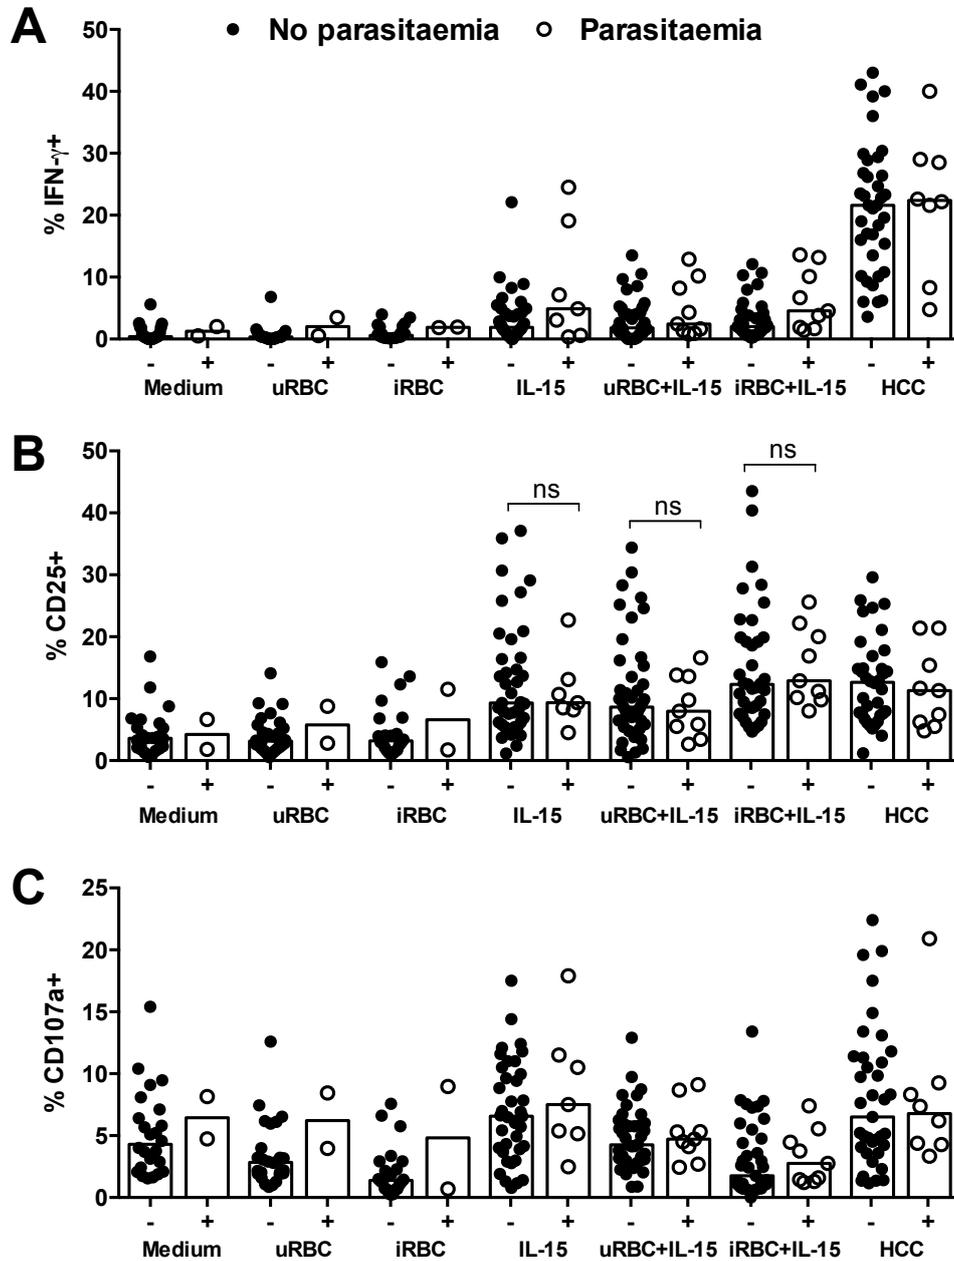 A
No parasitaemia Parasitaemia
50
40
30
20
10
0
% IFN-γ+
- + - + - + - + - + - + - +
Medium uRBC iRBC IL-15 uRBC+IL-15 iRBC+IL-15 HCC
B
50
40
30
20
10
0
% CD25+
ns ns ns
- + - + - + - + - + - + - +
Medium uRBC iRBC IL-15 uRBC+IL-15 iRBC+IL-15 HCC
C
25
20
15
10
5
0
% CD107a+
- + - + - + - + - + - + - +
Medium uRBC iRBC IL-15 uRBC+IL-15 iRBC+IL-15 HCC